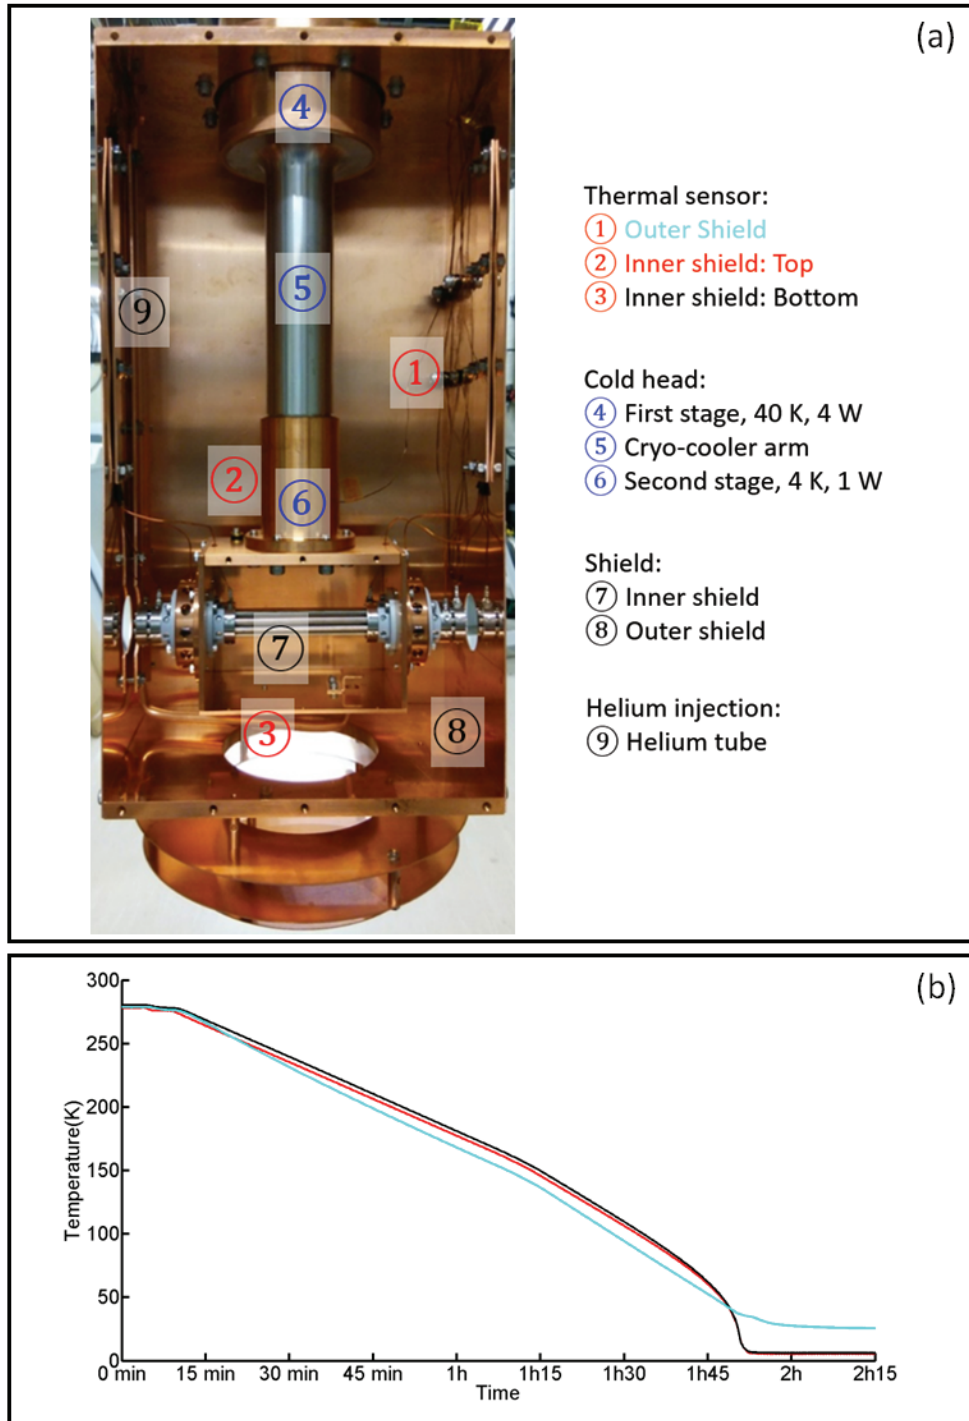 (a)
4
5
9
1
2
6
7
3
8
Thermal sensor:
1 Outer Shield
2 Inner shield: Top
3 Inner shield: Bottom
Cold head:
4 First stage, 40 K, 4 W
5 Cryo-cooler arm
6 Second stage, 4 K, 1 W
Shield:
7 Inner shield
8 Outer shield
Helium injection:
9 Helium tube
(b)
300
250
200
150
100
50
0
Temperature(K)
0 min 15 min 30 min 45 min 1h 1h15 1h30 1h45 2h 2h15
Time